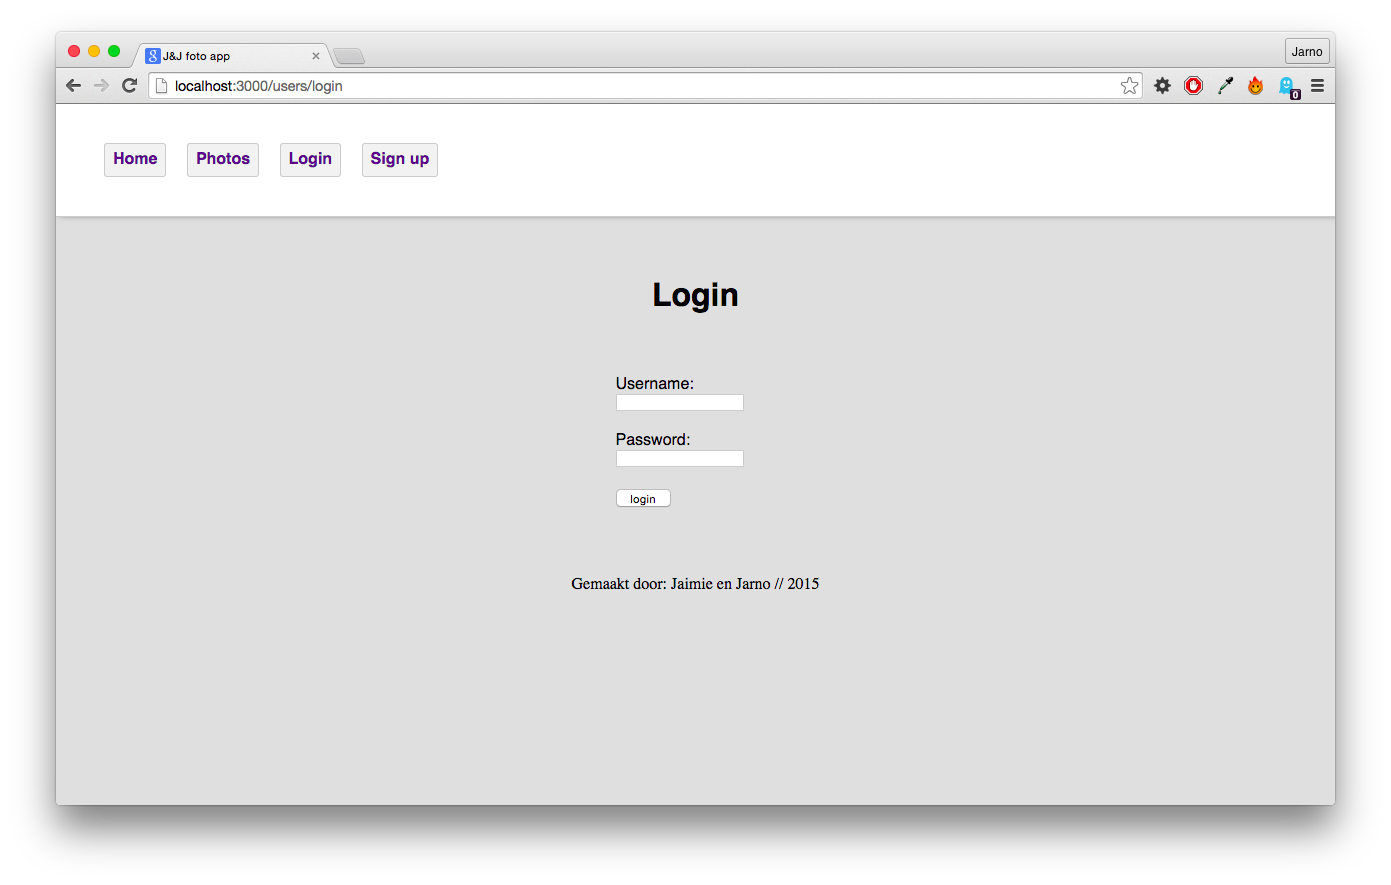 J&J foto app
Jarno
localhost:3000/users/login
0
Home Photos Login Sign up
Login
Username:
Password:
login
Gemaakt door: Jaimie en Jarno // 2015